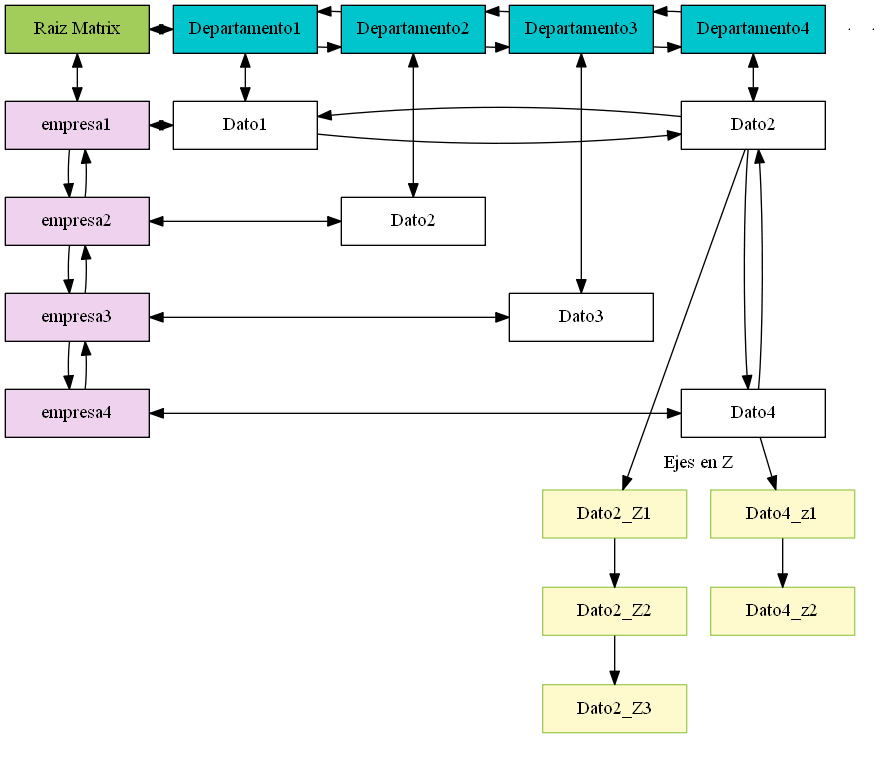 Raiz Matrix
Departamento1
Departamento2
Departamento3
Departamento4
empresa1
Dato1
Dato2
empresa2
Dato2
empresa3
Dato3
empresa4
Dato4
Ejes en Z
Dato2_Z1
Dato4_z1
Dato2_Z2
Dato4_z2
Dato2_Z3